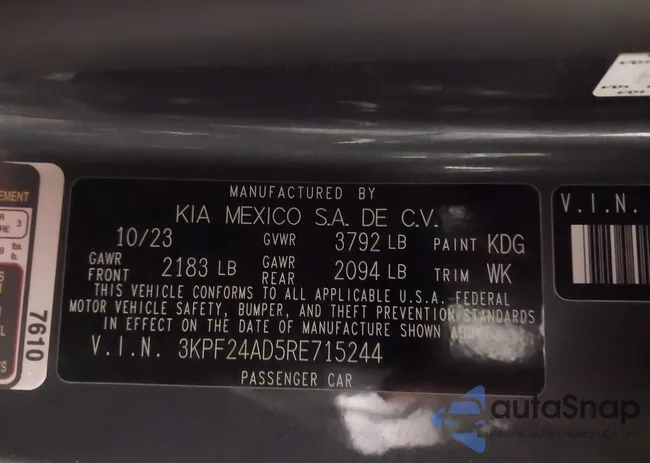 MANUFACTURED BY
KIA MEXICO S.A. DE C.V.
10/23 GVWR 3792 LB PAINT KDG
GAWR FRONT 2183 LB GAWR REAR 2094 LB TRIM WK
THIS VEHICLE CONFORMS TO ALL APPLICABLE U.S.A. FEDERAL
MOTOR VEHICLE SAFETY, BUMPER, AND THEFT PREVENTION STANDARDS
IN EFFECT ON THE DATE OF MANUFACTURE SHOWN
V.I.N. 3KPF24AD5RE715244
PASSENGER CAR
V.I.N.
7610
autaSnap